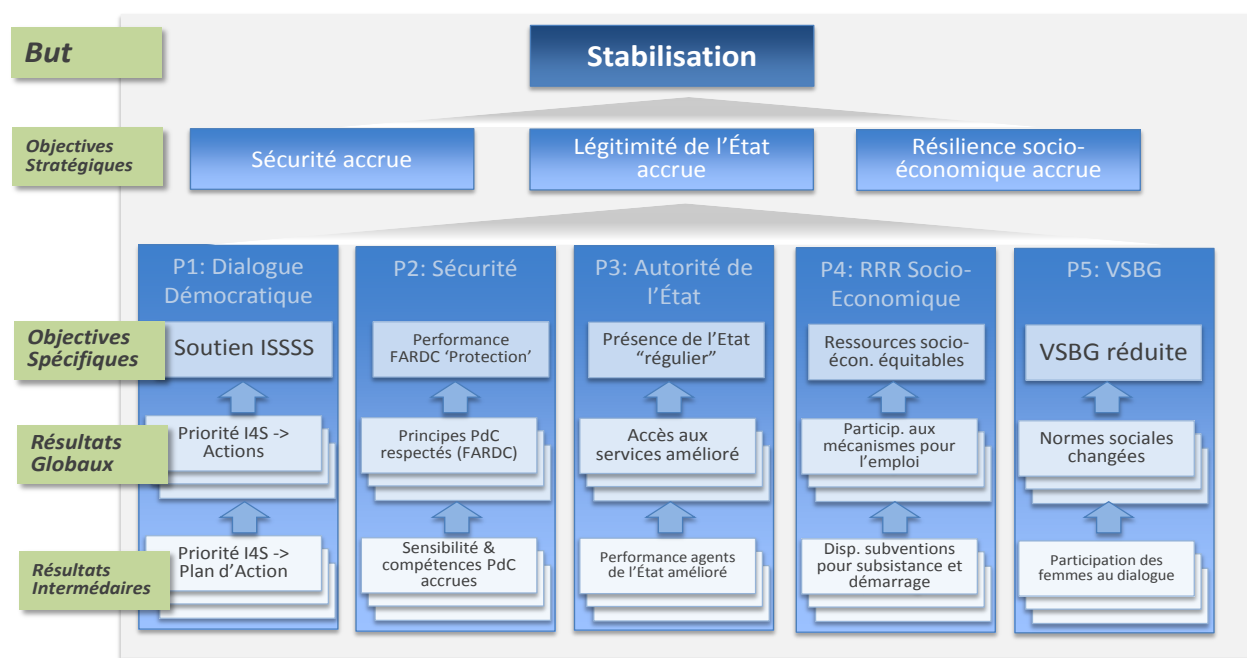 But
Stabilisation
Objectives
Stratégiques
Sécurité accrue
Légitimité de l’État
accrue
Résilience socio-
économique accrue
P1: Dialogue
Démocratique
P2: Sécurité
P3: Autorité de
l’État
P4: RRR Socio-
Economique
P5: VSBG
Objectives
Spécifiques
Soutien ISSSS
Performance
FARDC ‘Protection’
Présence de l’Etat
“régulier”
Ressources socio-
écon. équitables
VSBG réduite
Résultats
Globaux
Priorité I4S ->
Actions
Principes PdC
respectés (FARDC)
Accès aux
services amélioré
Particip. aux
mécanismes pour
l’emploi
Normes sociales
changées
Résultats
Intermédaires
Priorité I4S ->
Plan d’Action
Sensibilité &
compétences PdC
accrues
Performance agents
de l’État amélioré
Disp. subventions
pour subsistance et
démarrage
Participation des
femmes au dialogue